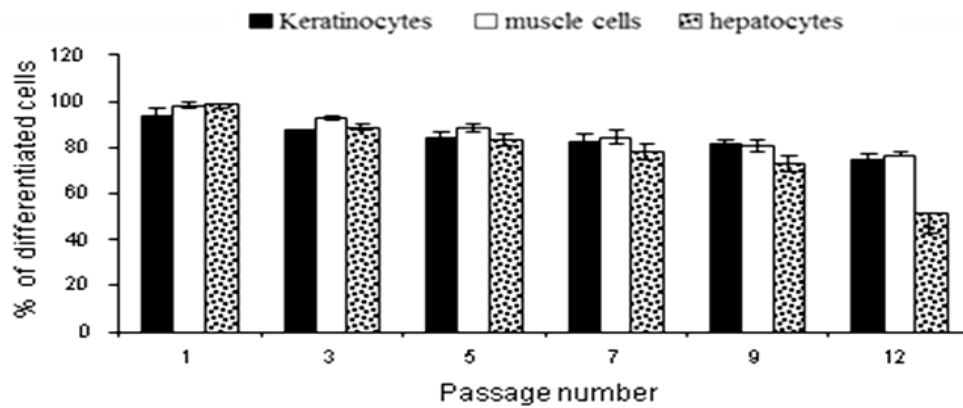 Keratinocytes muscle cells hepatocytes
% of differentiated cells
120
100
80
60
40
20
0
1 3 5 7 9 12
Passage number